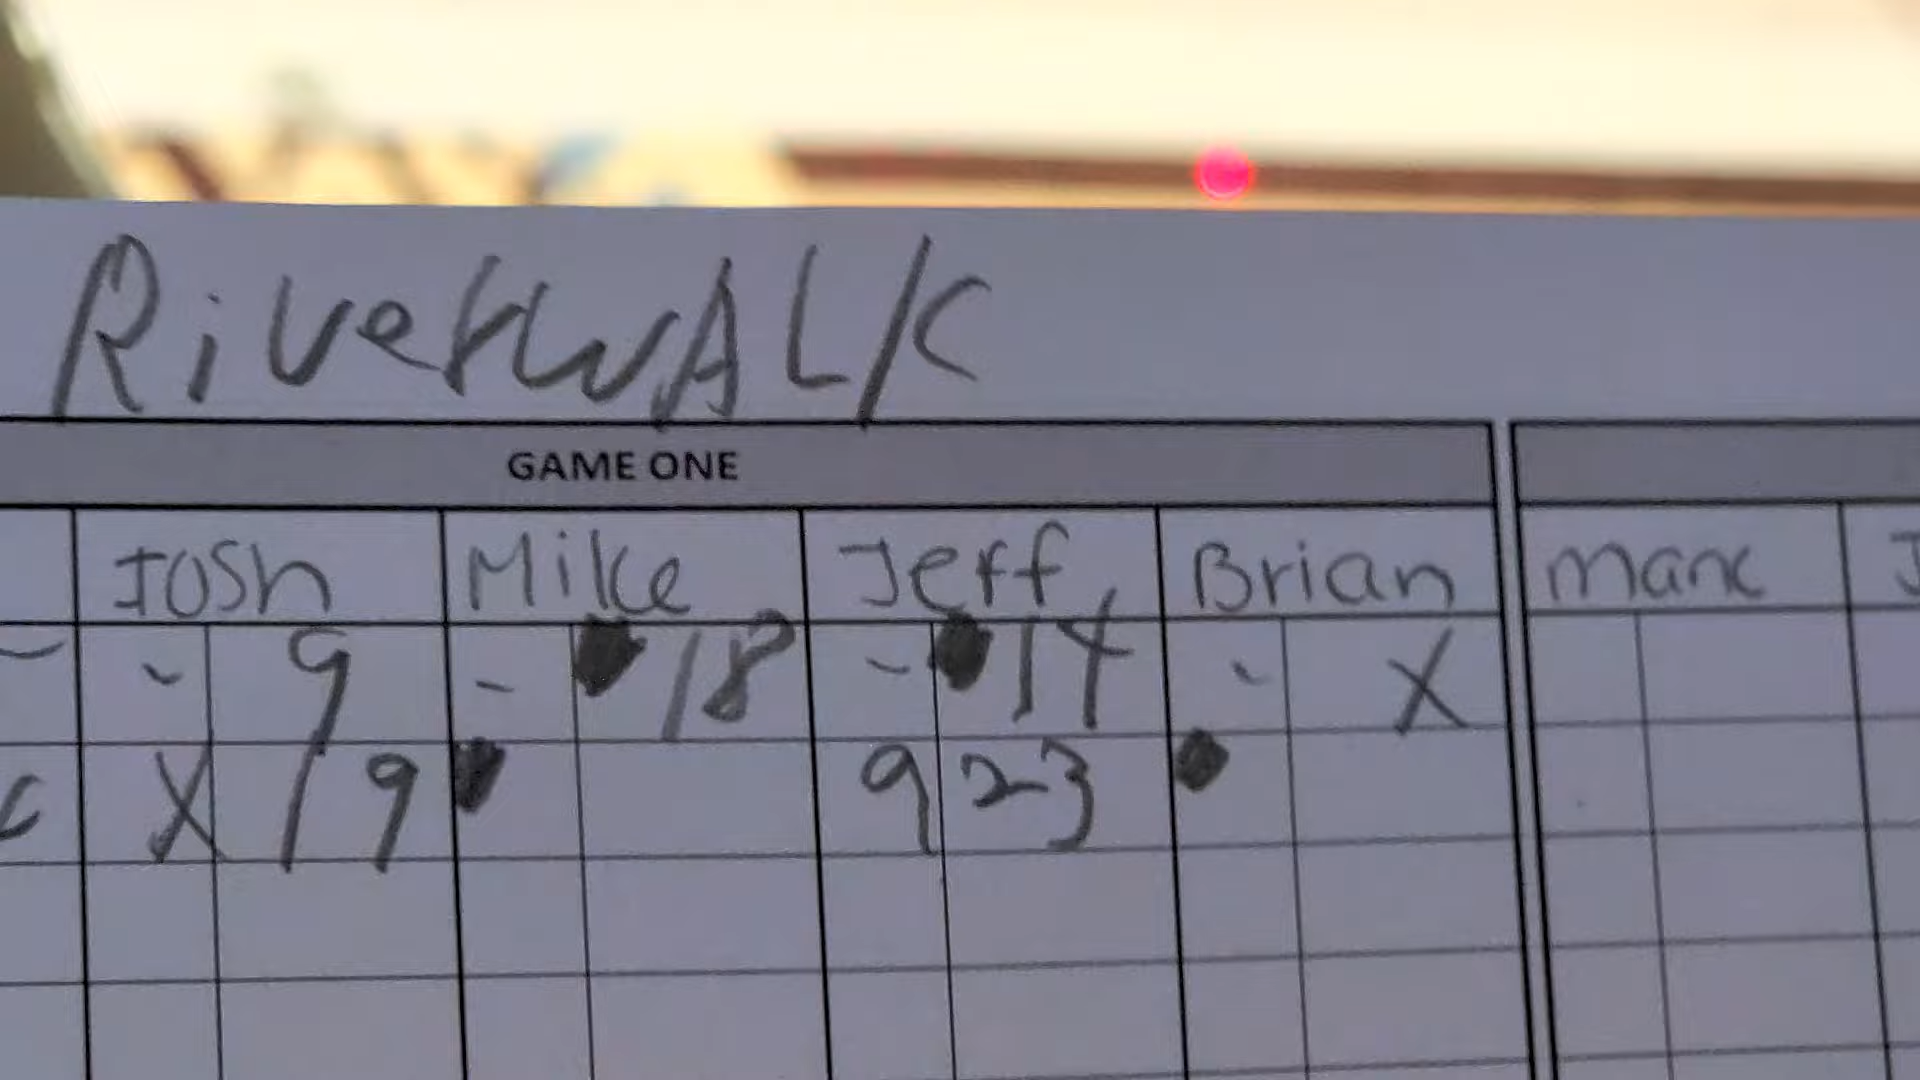 RiverWALK
GAME ONE
Josh Mike Jeff Brian Marc J
- - 9 - 18 - 14 - X
X / 9 9 23